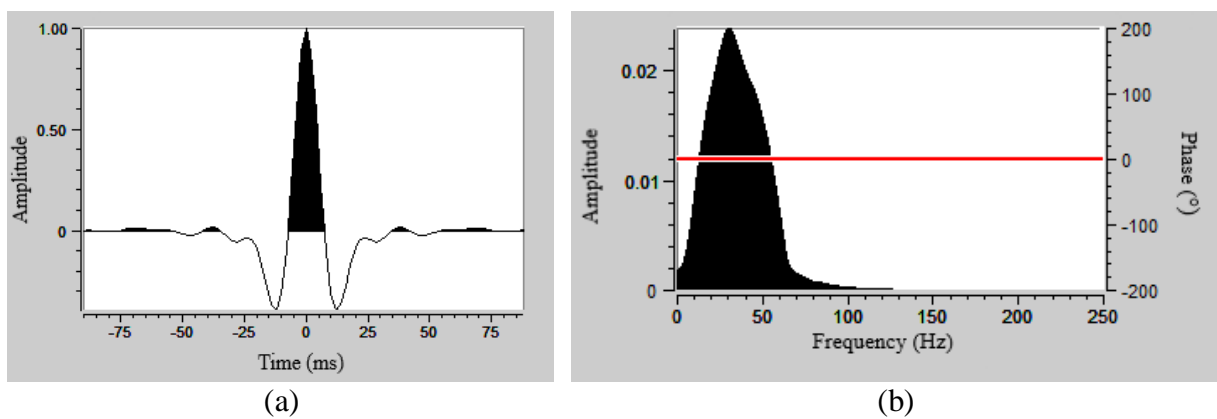 1.00
0.50
0
Amplitude
-75 -50 -25 0 25 50 75
Time (ms)
(a)
0.02
0.01
0
Amplitude
200
100
0
-100
-200
Phase (°)
0 50 100 150 200 250
Frequency (Hz)
(b)